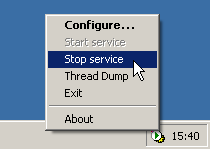 Configure...
Start service
Stop service
Thread Dump
Exit
About
15:40